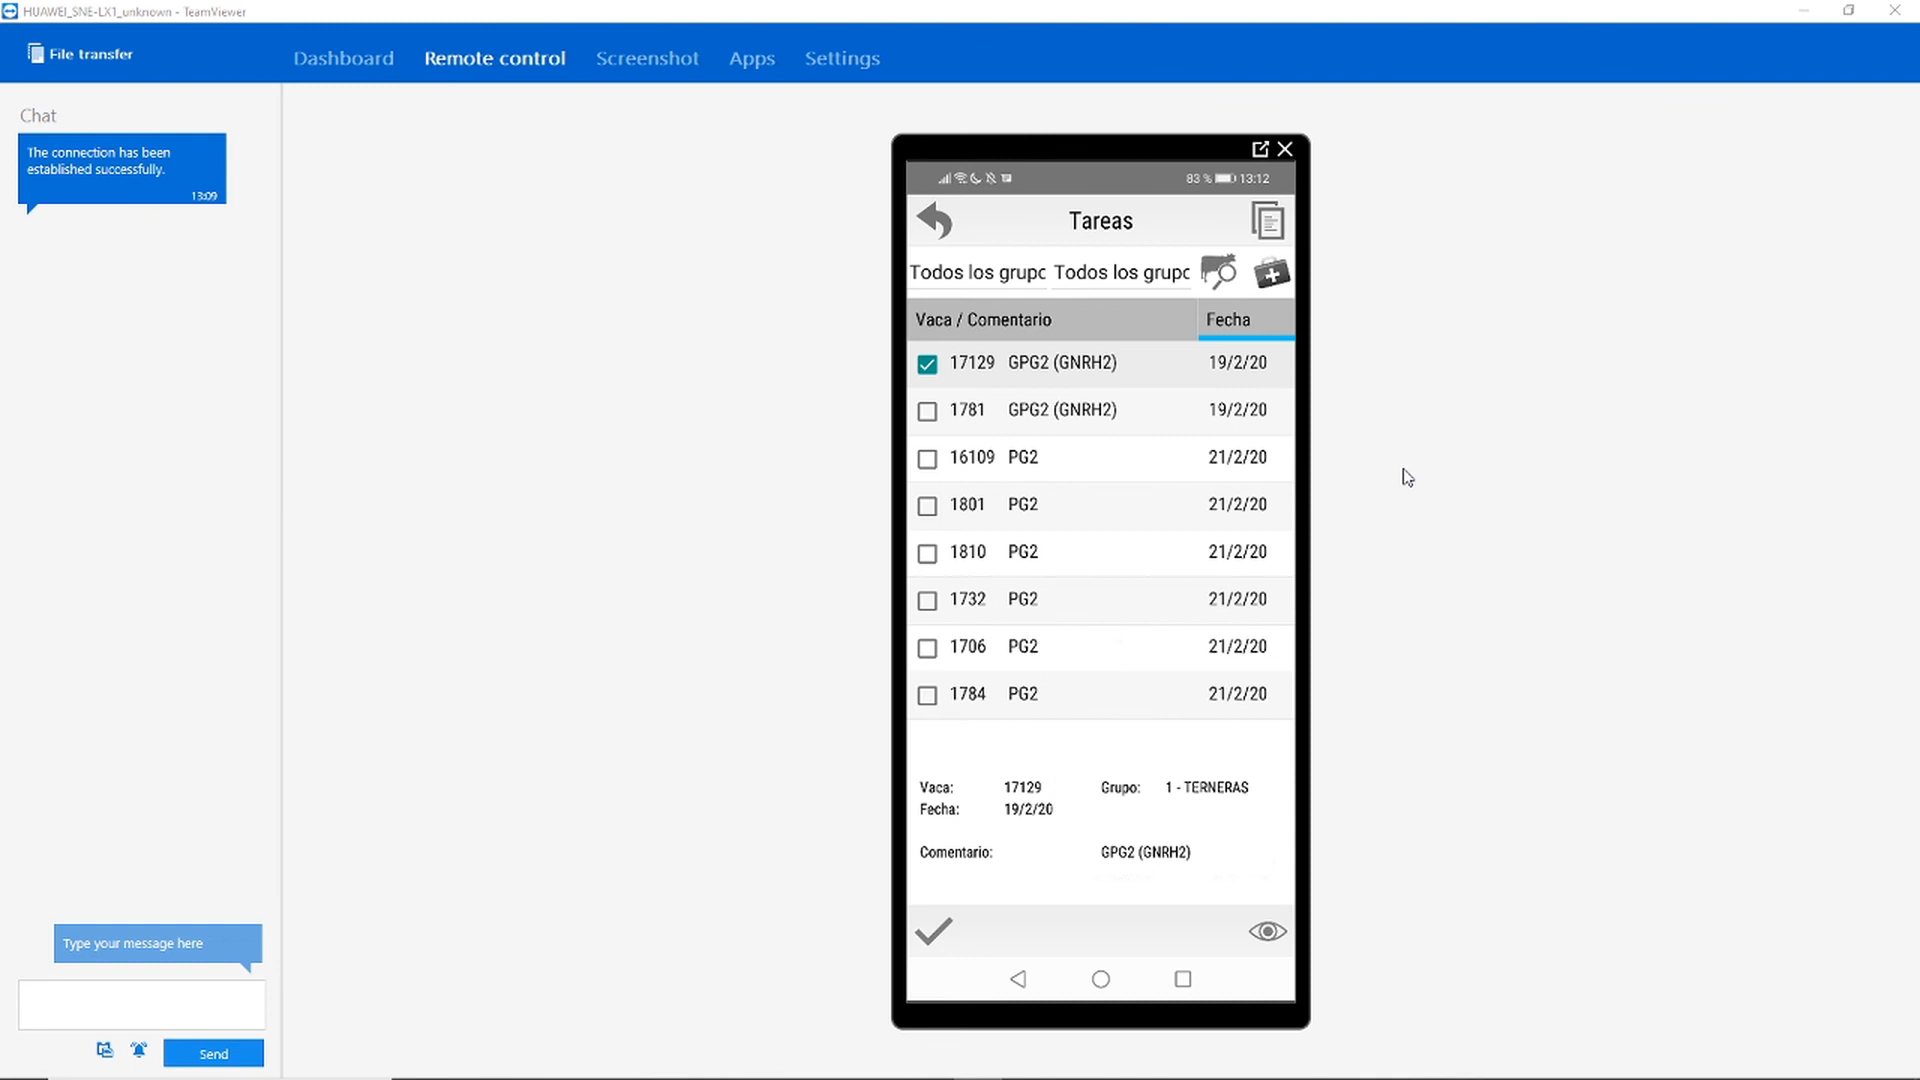 HUAWEI_SNE-LX1_unknown - TeamViewer
File transfer
Dashboard
Remote control
Screenshot
Apps
Settings
Chat
The connection has been
established successfully.
13:09
83 % 13:12
Tareas
Todos los grupo Todos los grupo
Vaca / Comentario Fecha
17129 GPG2 (GNRH2) 19/2/20
1781 GPG2 (GNRH2) 19/2/20
16109 PG2 21/2/20
1801 PG2 21/2/20
1810 PG2 21/2/20
1732 PG2 21/2/20
1706 PG2 21/2/20
1784 PG2 21/2/20
Vaca: 17129 Grupo: 1 - TERNERAS
Fecha: 19/2/20
Comentario: GPG2 (GNRH2)
Type your message here
Send